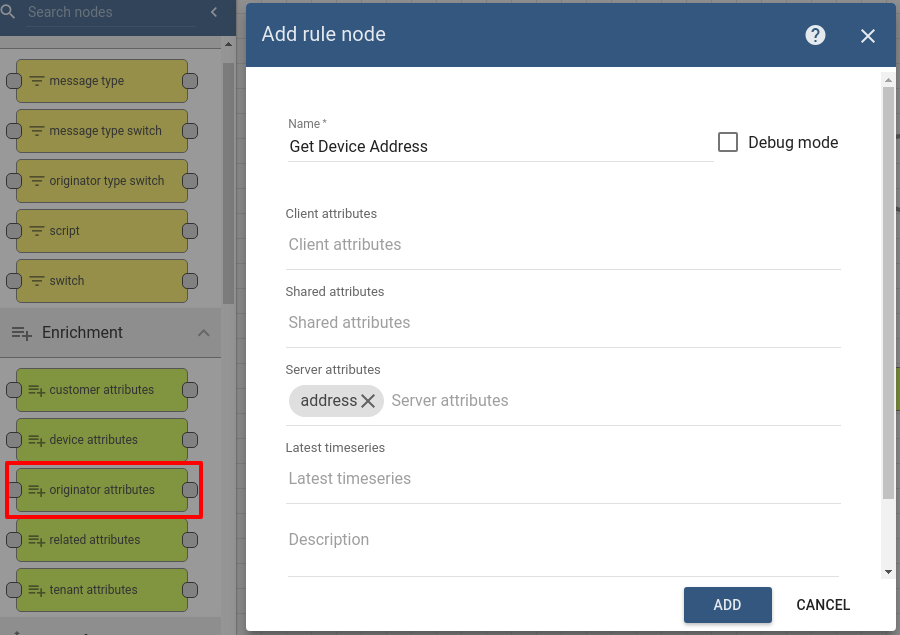 Search nodes
message type
message type switch
originator type switch
script
switch
Enrichment
customer attributes
device attributes
originator attributes
related attributes
tenant attributes
Add rule node
?
Name *
Get Device Address
Debug mode
Client attributes
Client attributes
Shared attributes
Shared attributes
Server attributes
address Server attributes
Latest timeseries
Latest timeseries
Description
ADD CANCEL